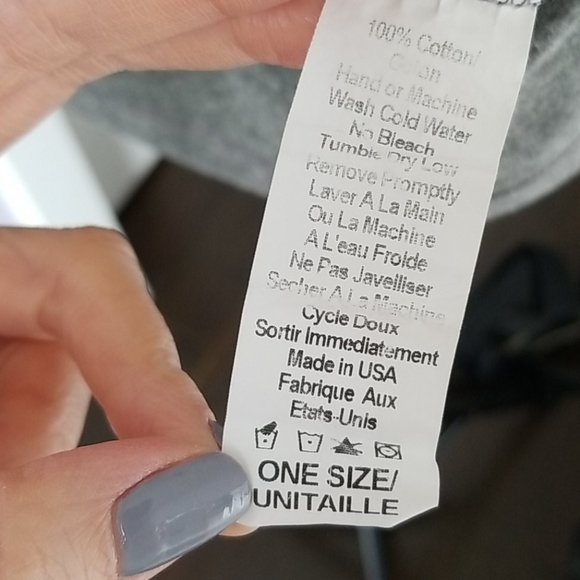 100% Cotton/
Hand or Machine
Wash Cold Water
No Bleach
Tumble Dry Low
Remove Promptly
Laver A La Main
Ou La Machine
A L'eau Froide
Ne Pas Javelliser
Secher A La Machine
Cycle Doux
Sortir Immediatement
Made in USA
Fabrique Aux
Etats-Unis
ONE SIZE/
UNITAILLE